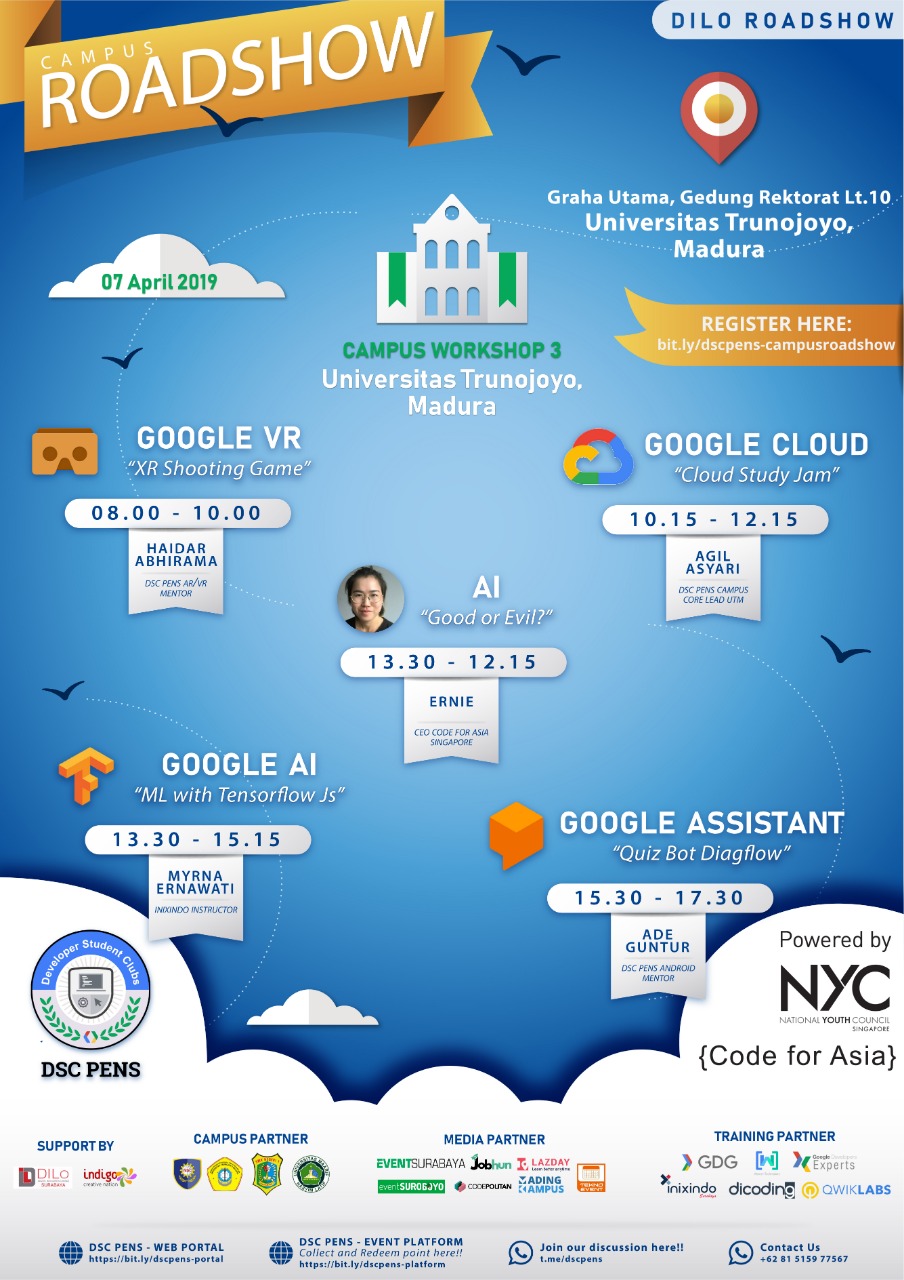 CAMPUS
ROADSHOW
DILO ROADSHOW
Graha Utama, Gedung Rektorat Lt.10
Universitas Trunojoyo,
Madura
07 April 2019
REGISTER HERE:
bit.ly/dscpens-campusroadshow
CAMPUS WORKSHOP 3
Universitas Trunojoyo,
Madura
GOOGLE VR
“XR Shooting Game”
08.00 - 10.00
HAIDAR
ABHIRAMA
DSC PENS AR/VR
MENTOR
GOOGLE CLOUD
“Cloud Study Jam”
10.15 - 12.15
AGIL
ASYARI
DSC PENS CAMPUS
CORE LEAD UTM
AI
“Good or Evil?”
13.30 - 12.15
ERNIE
CEO CODE FOR ASIA
SINGAPORE
GOOGLE AI
“ML with Tensorflow Js”
13.30 - 15.15
MYRNA
ERNAWATI
INIXINDO INSTRUCTOR
GOOGLE ASSISTANT
“Quiz Bot Diagflow”
15.30 - 17.30
ADE
GUNTUR
DSC PENS ANDROID
MENTOR
Developer Student Clubs
DSC PENS
Powered by
NYC
NATIONAL YOUTH COUNCIL
SINGAPORE
{Code for Asia}
SUPPORT BY
DILo
SURABAYA
indigo
creative nation
CAMPUS PARTNER
MEDIA PARTNER
EVENTSURABAYA
Jobhun
LAZDAY
eventSUROBOYO
CODEPOLITAN
MADING
KAMPUS
TEKNO
EVENT
TRAINING PARTNER
GDG
Google Developers
Experts
inixindo
Surabaya
dicoding
QWIKLABS
DSC PENS - WEB PORTAL
https://bit.ly/dscpens-portal
DSC PENS - EVENT PLATFORM
Collect and Redeem point here!!
https://bit.ly/dscpens-platform
Join our discussion here!!
t.me/dscpens
Contact Us
+62 81 5159 77567